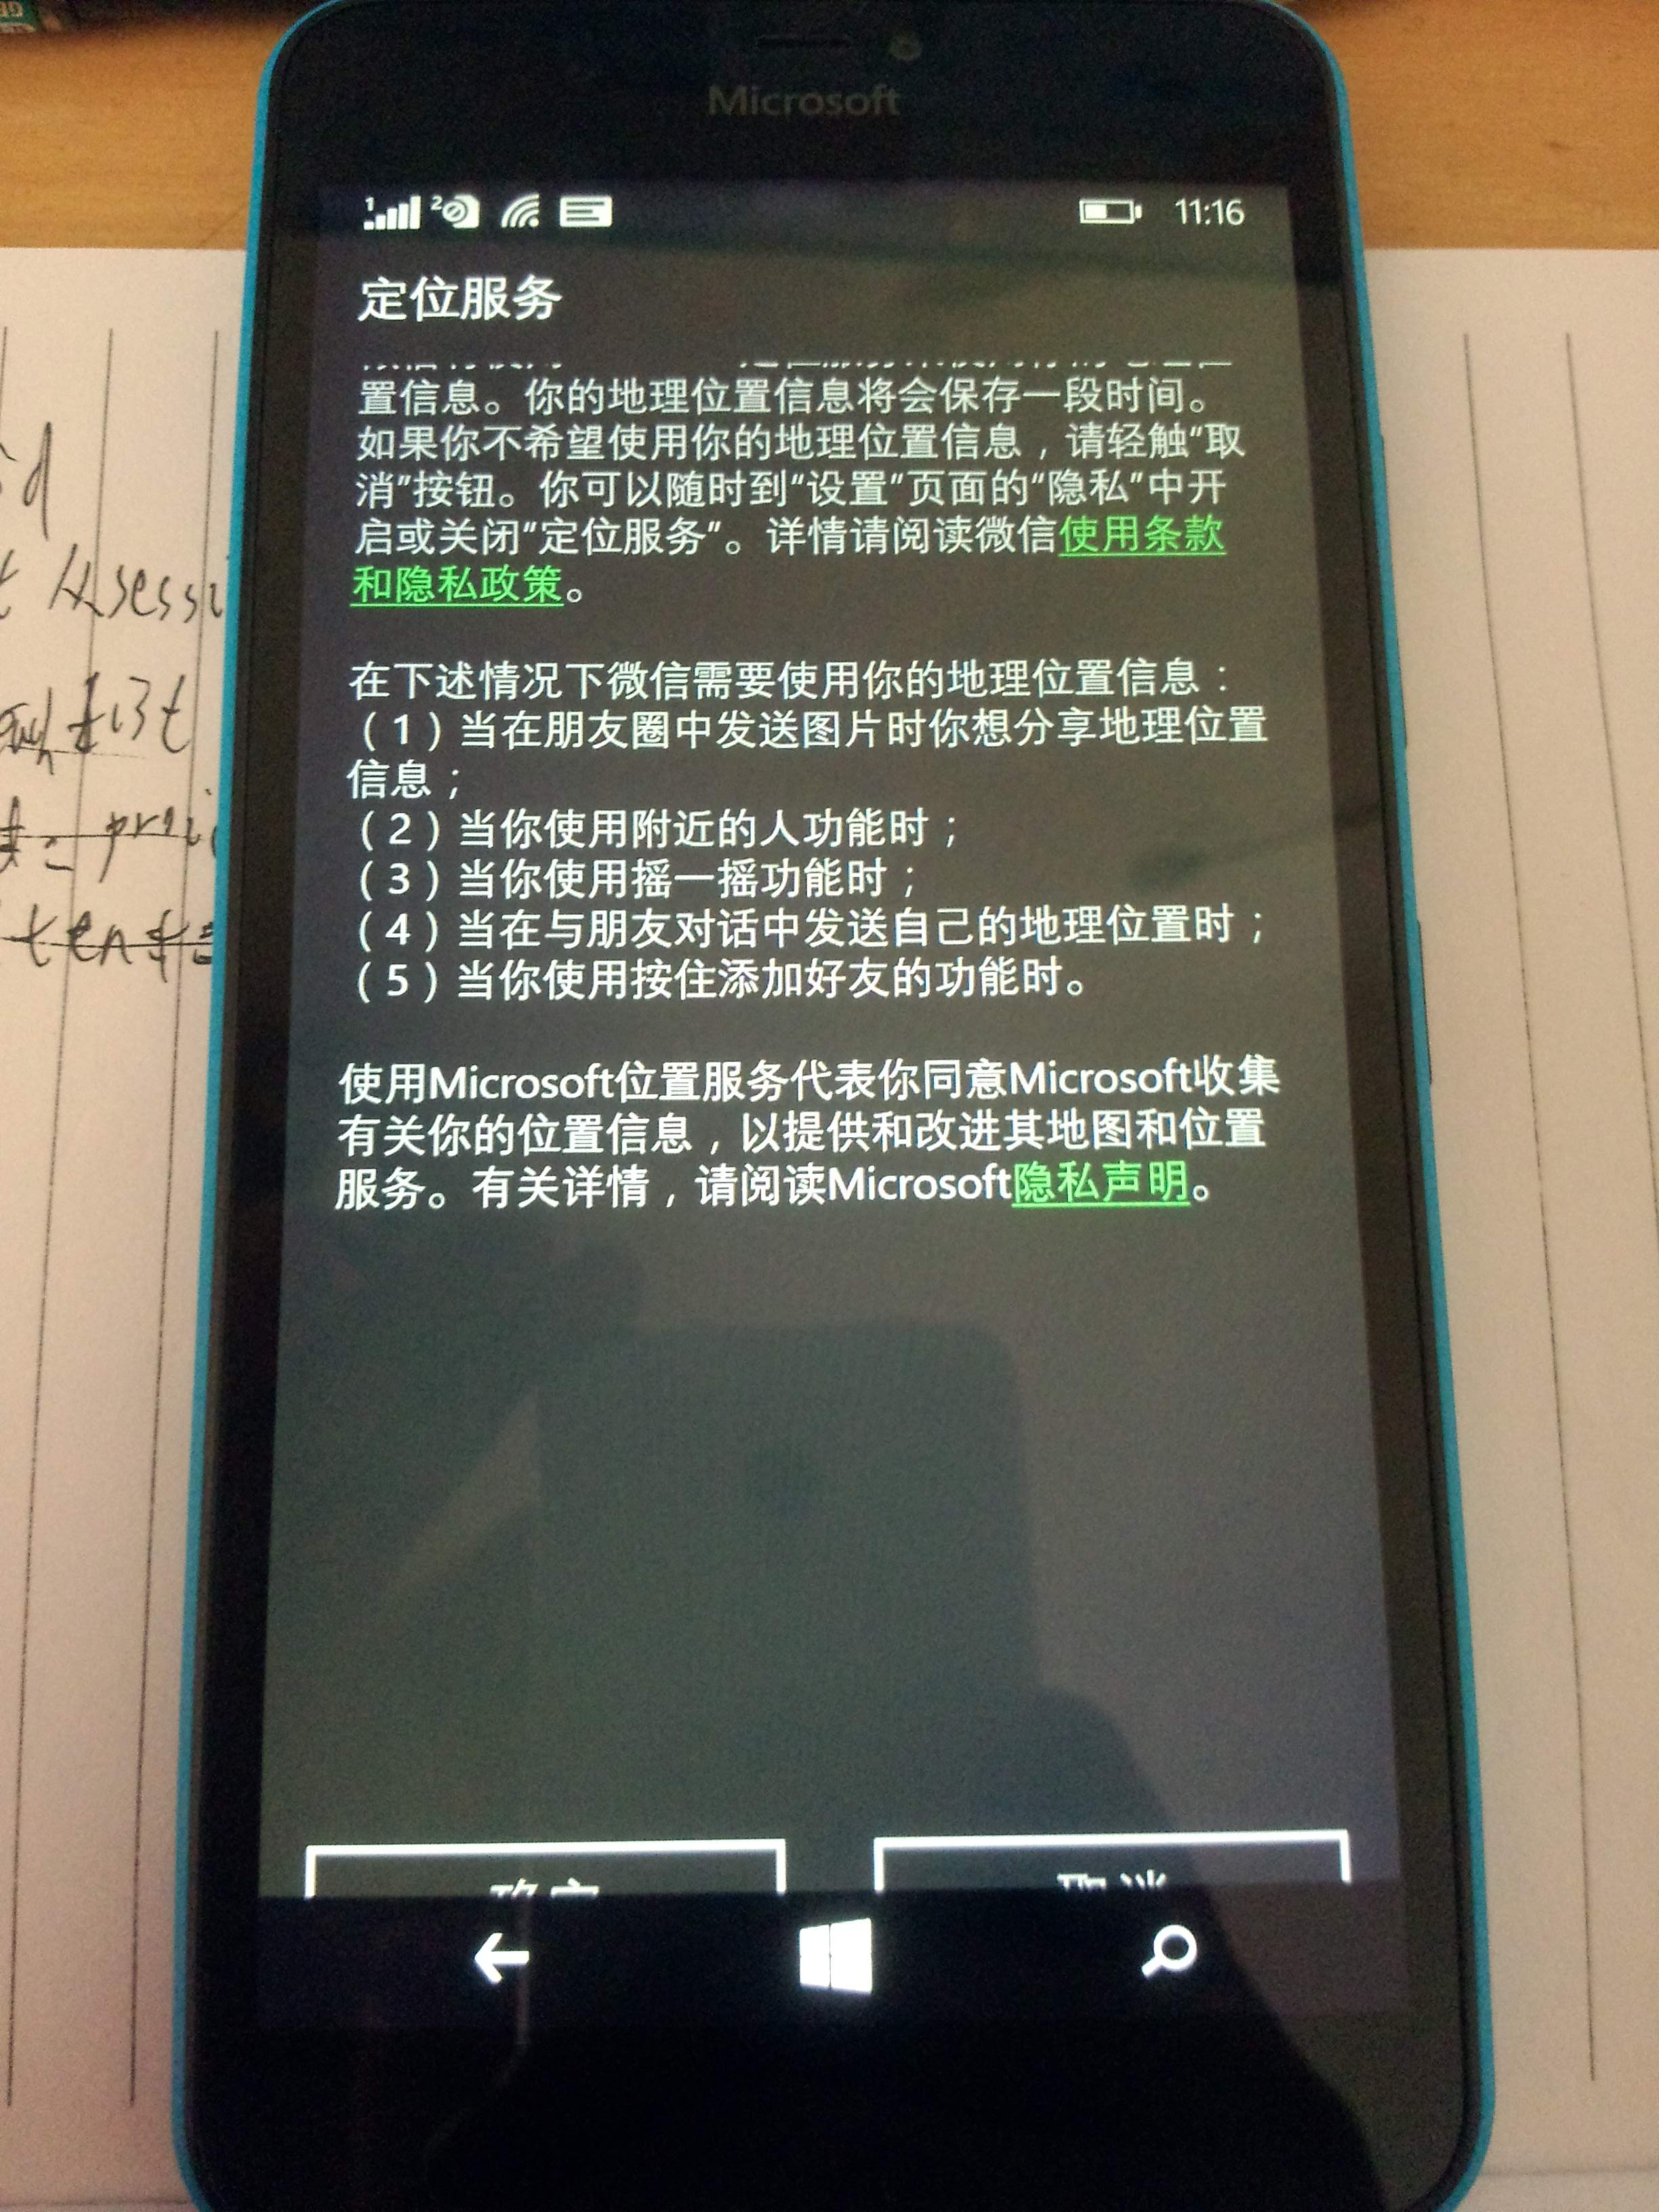 Microsoft
1 2 11:16
定位服务
置信息。你的地理位置信息将会保存一段时间。
如果你不希望使用你的地理位置信息，请轻触“取
消”按钮。你可以随时到“设置”页面的“隐私”中开
启或关闭“定位服务”。详情请阅读微信使用条款
和隐私政策。
在下述情况下微信需要使用你的地理位置信息：
（1）当在朋友圈中发送图片时你想分享地理位置
信息；
（2）当你使用附近的人功能时；
（3）当你使用摇一摇功能时；
（4）当在与朋友对话中发送自己的地理位置时；
（5）当你使用按住添加好友的功能时。
使用Microsoft位置服务代表你同意Microsoft收集
有关你的位置信息，以提供和改进其地图和位置
服务。有关详情，请阅读Microsoft隐私声明。
确定 取消